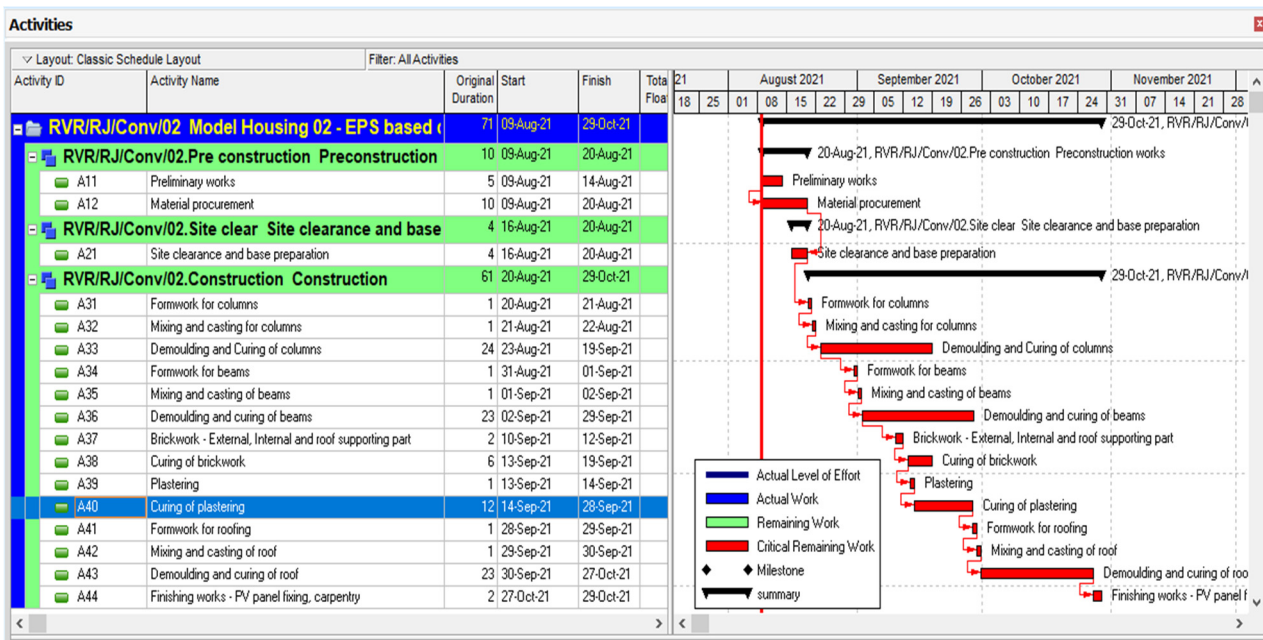 Activities
Layout: Classic Schedule Layout Filter: All Activities
Activity ID Activity Name Original Duration Start Finish Tota Floa
21 August 2021 September 2021 October 2021 November 2021
18 25 01 08 15 22 29 05 12 19 26 03 10 17 24 31 07 14 21 28
RVR/RJ/Conv/02 Model Housing 02 - EPS based c 71 09-Aug-21 29-Oct-21 29-Oct-21, RVR/RJ/Conv/
RVR/RJ/Conv/02.Pre construction Preconstruction 10 09-Aug-21 20-Aug-21 20-Aug-21, RVR/RJ/Conv/02.Pre construction Preconstruction works
A11 Preliminary works 5 09-Aug-21 14-Aug-21 Preliminary works
A12 Material procurement 10 09-Aug-21 20-Aug-21 Material procurement
RVR/RJ/Conv/02.Site clear Site clearance and base 4 16-Aug-21 20-Aug-21 20-Aug-21, RVR/RJ/Conv/02.Site clear Site clearance and base preparation
A21 Site clearance and base preparation 4 16-Aug-21 20-Aug-21 Site clearance and base preparation
RVR/RJ/Conv/02.Construction Construction 61 20-Aug-21 29-Oct-21 29-Oct-21, RVR/RJ/Conv/
A31 Formwork for columns 1 20-Aug-21 21-Aug-21 Formwork for columns
A32 Mixing and casting for columns 1 21-Aug-21 22-Aug-21 Mixing and casting for columns
A33 Demoulding and Curing of columns 24 23-Aug-21 19-Sep-21 Demoulding and Curing of columns
A34 Formwork for beams 1 31-Aug-21 01-Sep-21 Formwork for beams
A35 Mixing and casting of beams 1 01-Sep-21 02-Sep-21 Mixing and casting of beams
A36 Demoulding and curing of beams 23 02-Sep-21 29-Sep-21 Demoulding and curing of beams
A37 Brickwork - External, Internal and roof supporting part 2 10-Sep-21 12-Sep-21 Brickwork - External, Internal and roof supporting part
A38 Curing of brickwork 6 13-Sep-21 19-Sep-21 Curing of brickwork
A39 Plastering 1 13-Sep-21 14-Sep-21 Plastering
A40 Curing of plastering 12 14-Sep-21 28-Sep-21 Curing of plastering
A41 Formwork for roofing 1 28-Sep-21 29-Sep-21 Formwork for roofing
A42 Mixing and casting of roof 1 29-Sep-21 30-Sep-21 Mixing and casting of roof
A43 Demoulding and curing of roof 23 30-Sep-21 27-Oct-21 Demoulding and curing of roo
A44 Finishing works - PV panel fixing, carpentry 2 27-Oct-21 29-Oct-21 Finishing works - PV panel f
Actual Level of Effort
Actual Work
Remaining Work
Critical Remaining Work
Milestone
summary